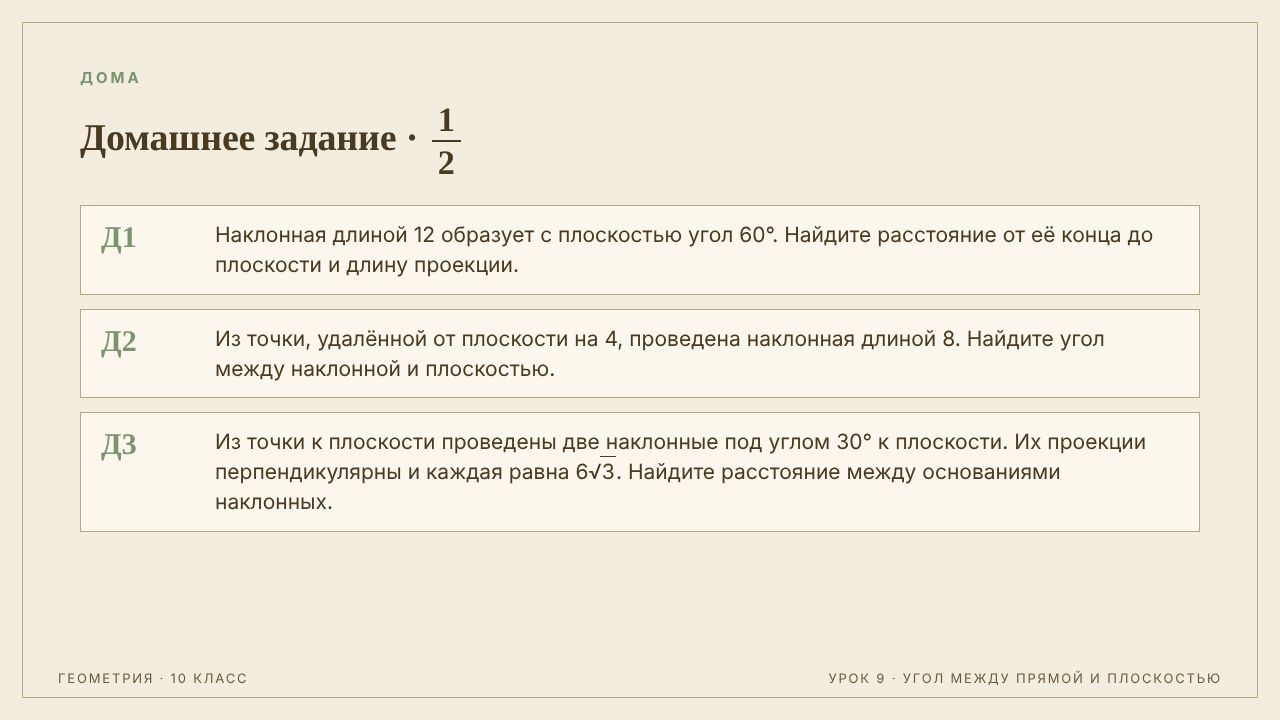 ДОМА
Домашнее задание · 1/2
Д1
Наклонная длиной 12 образует с плоскостью угол 60°. Найдите расстояние от её конца до
плоскости и длину проекции.
Д2
Из точки, удалённой от плоскости на 4, проведена наклонная длиной 8. Найдите угол
между наклонной и плоскостью.
Д3
Из точки к плоскости проведены две наклонные под углом 30° к плоскости. Их проекции
перпендикулярны и каждая равна 6√3. Найдите расстояние между основаниями
наклонных.
ГЕОМЕТРИЯ · 10 КЛАСС
УРОК 9 · УГОЛ МЕЖДУ ПРЯМОЙ И ПЛОСКОСТЬЮ